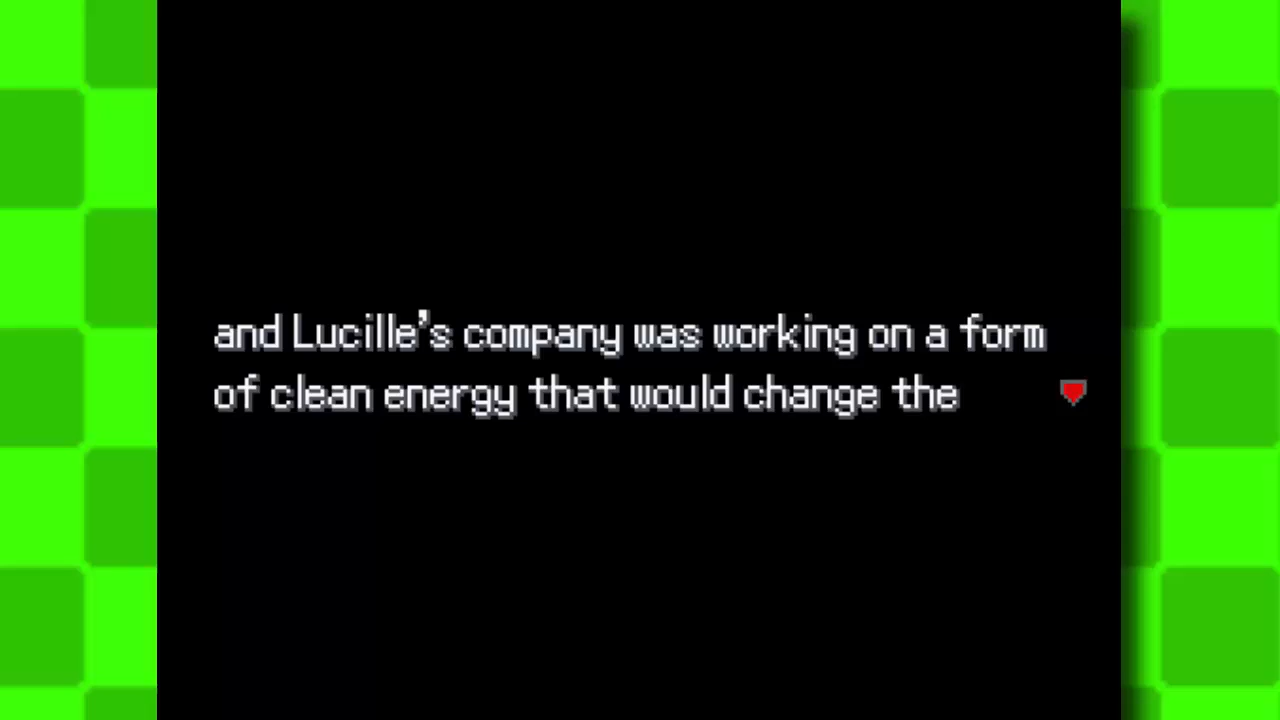 and Lucille's company was working on a form
of clean energy that would change the